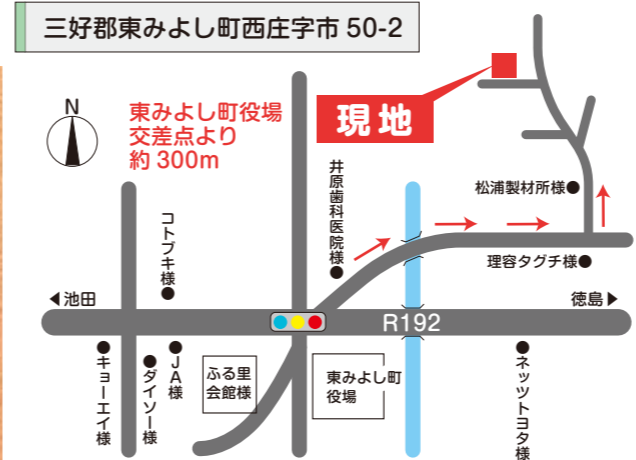 三好郡東みよし町西庄字市 50-2
N
東みよし町役場
交差点より
約 300m
現地
井原歯科医院様●
松浦製材所様●
コトブキ様●
理容タグチ様●
◀池田
徳島▶
R192
●キョーエイ様
●ダイソー様
●JA様
ふる里
会館様
東みよし町
役場
●ネッツトヨタ様